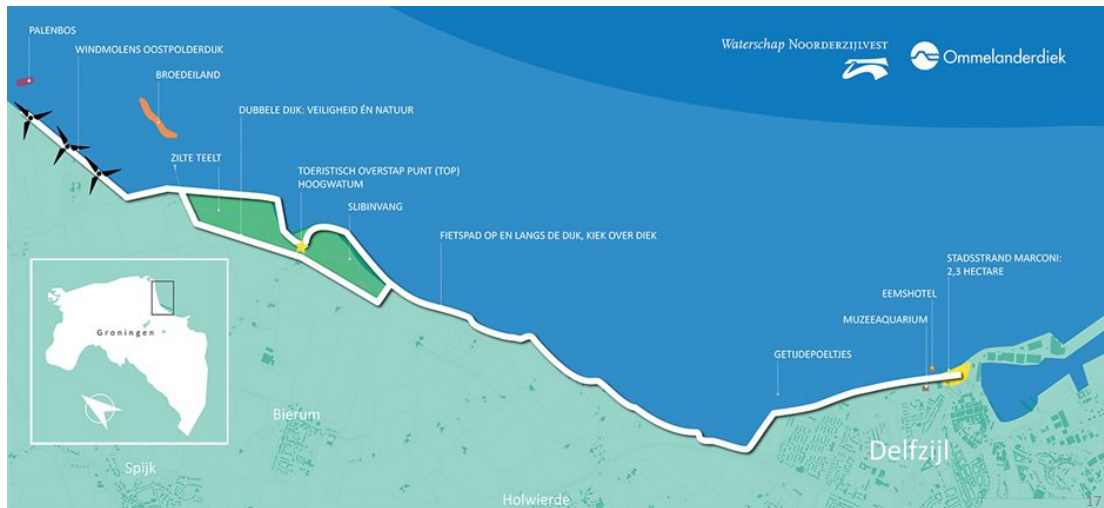 PALENBOS
WINDMOLENS OOSTPOLDERDIJK
BROEDEILAND
Waterschap NOORDERZIJLVEST
Ommelanderdiek
DUBBELE DIJK: VEILIGHEID ÉN NATUUR
ZILTE TEELT
TOERISTISCH OVERSTAP PUNT (TOP)
HOOGWATUM
SLIBINVANG
FIETSPAD OP EN LANGS DE DIJK, KIEK OVER DIEK
STADSSTRAND MARCONI:
2,3 HECTARE
EEMSHOTEL
MUZEEAQUARIUM
GETIJDEPOELTJES
Groningen
Bierum
Delfzijl
Spijk
Holwierde
17